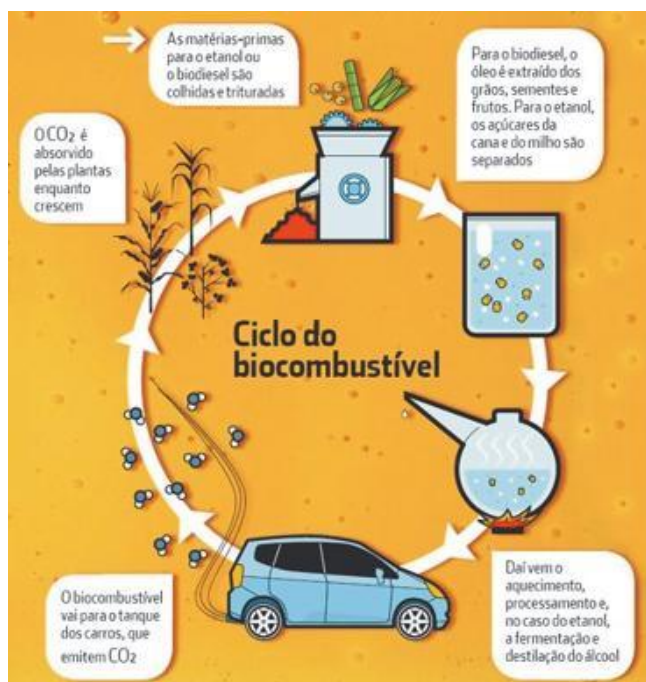 As matérias-primas
para o etanol ou
o biodiesel são
colhidas e trituradas
Para o biodiesel, o
óleo é extraído dos
grãos, sementes e
frutos. Para o etanol,
os açúcares da
cana e do milho são
separados
O CO₂ é
absorvido
pelas plantas
enquanto
crescem
Ciclo do
biocombustível
O biocombustível
vai para o tanque
dos carros, que
emitem CO₂
Daí vem o
aquecimento,
processamento e,
no caso do etanol,
a fermentação e
destilação do álcool